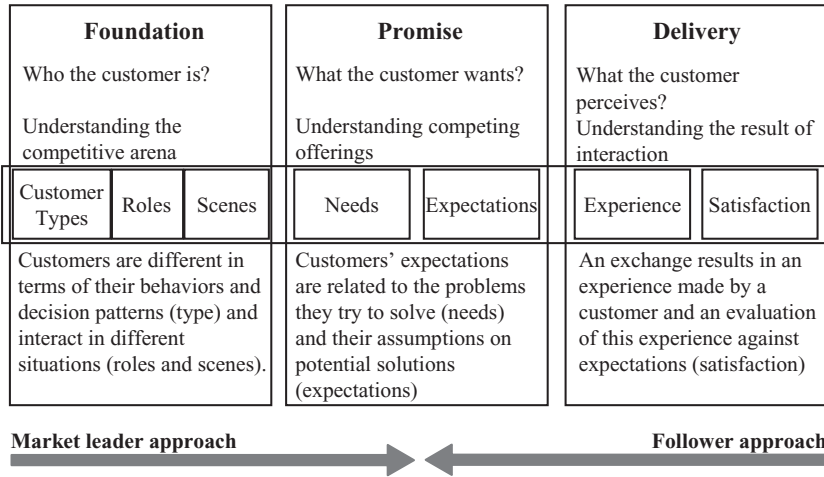 Foundation
Who the customer is?
Understanding the
competitive arena
Customer
Types
Roles
Scenes
Customers are different in
terms of their behaviors and
decision patterns (type) and
interact in different
situations (roles and scenes).
Promise
What the customer wants?
Understanding competing
offerings
Needs
Expectations
Customers’ expectations
are related to the problems
they try to solve (needs)
and their assumptions on
potential solutions
(expectations)
Delivery
What the customer
perceives?
Understanding the result of
interaction
Experience
Satisfaction
An exchange results in an
experience made by a
customer and an evaluation
of this experience against
expectations (satisfaction)
Market leader approach
Follower approach